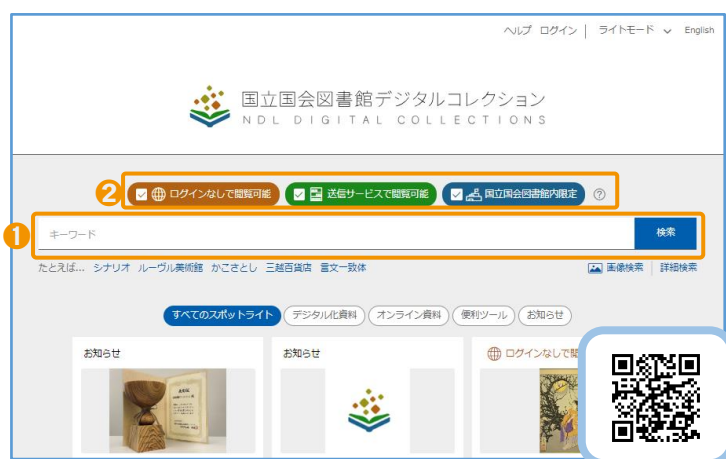 ヘルプ ログイン | ライトモード English
国立国会図書館デジタルコレクション
NDL DIGITAL COLLECTIONS
2 ログインなしで閲覧可能 送信サービスで閲覧可能 国立国会図書館内限定 ?
1 キーワード 検索
たとえば... シナリオ ルーヴル美術館 かこさとし 三越百貨店 言文一致体 画像検索 詳細検索
すべてのスポットライト デジタル化資料 オンライン資料 便利ツール お知らせ
お知らせ お知らせ ログインなしで閲